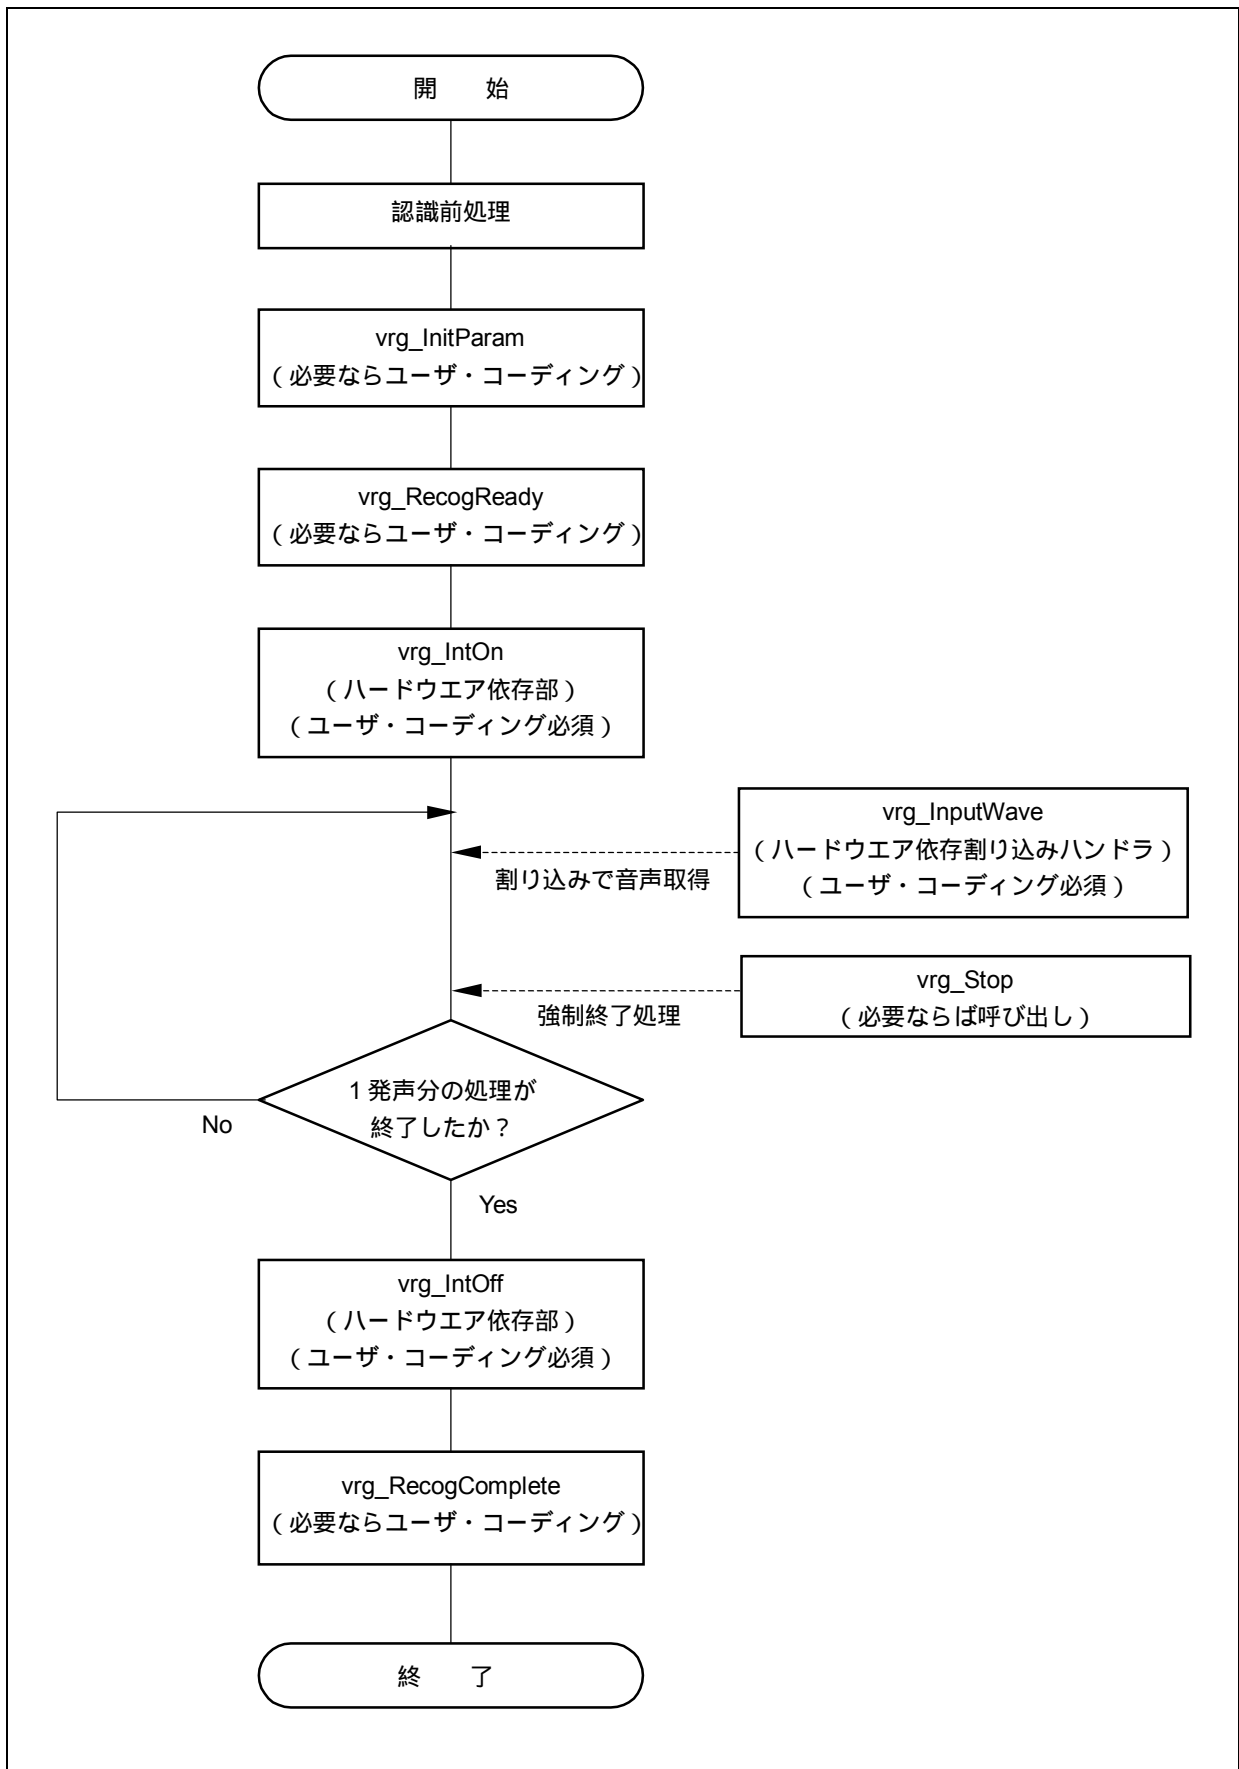 開　　始
認識前処理
vrg_InitParam
（必要ならユーザ・コーディング）
vrg_RecogReady
（必要ならユーザ・コーディング）
vrg_IntOn
（ハードウエア依存部）
（ユーザ・コーディング必須）
vrg_InputWave
（ハードウエア依存割り込みハンドラ）
（ユーザ・コーディング必須）
割り込みで音声取得
vrg_Stop
（必要ならば呼び出し）
強制終了処理
1発声分の処理が
終了したか？
No
Yes
vrg_IntOff
（ハードウエア依存部）
（ユーザ・コーディング必須）
vrg_RecogComplete
（必要ならユーザ・コーディング）
終　　了